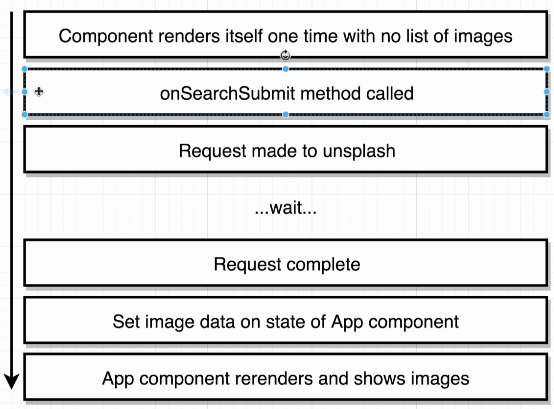 Component renders itself one time with no list of images
onSearchSubmit method called
Request made to unsplash
...wait...
Request complete
Set image data on state of App component
App component rerenders and shows images